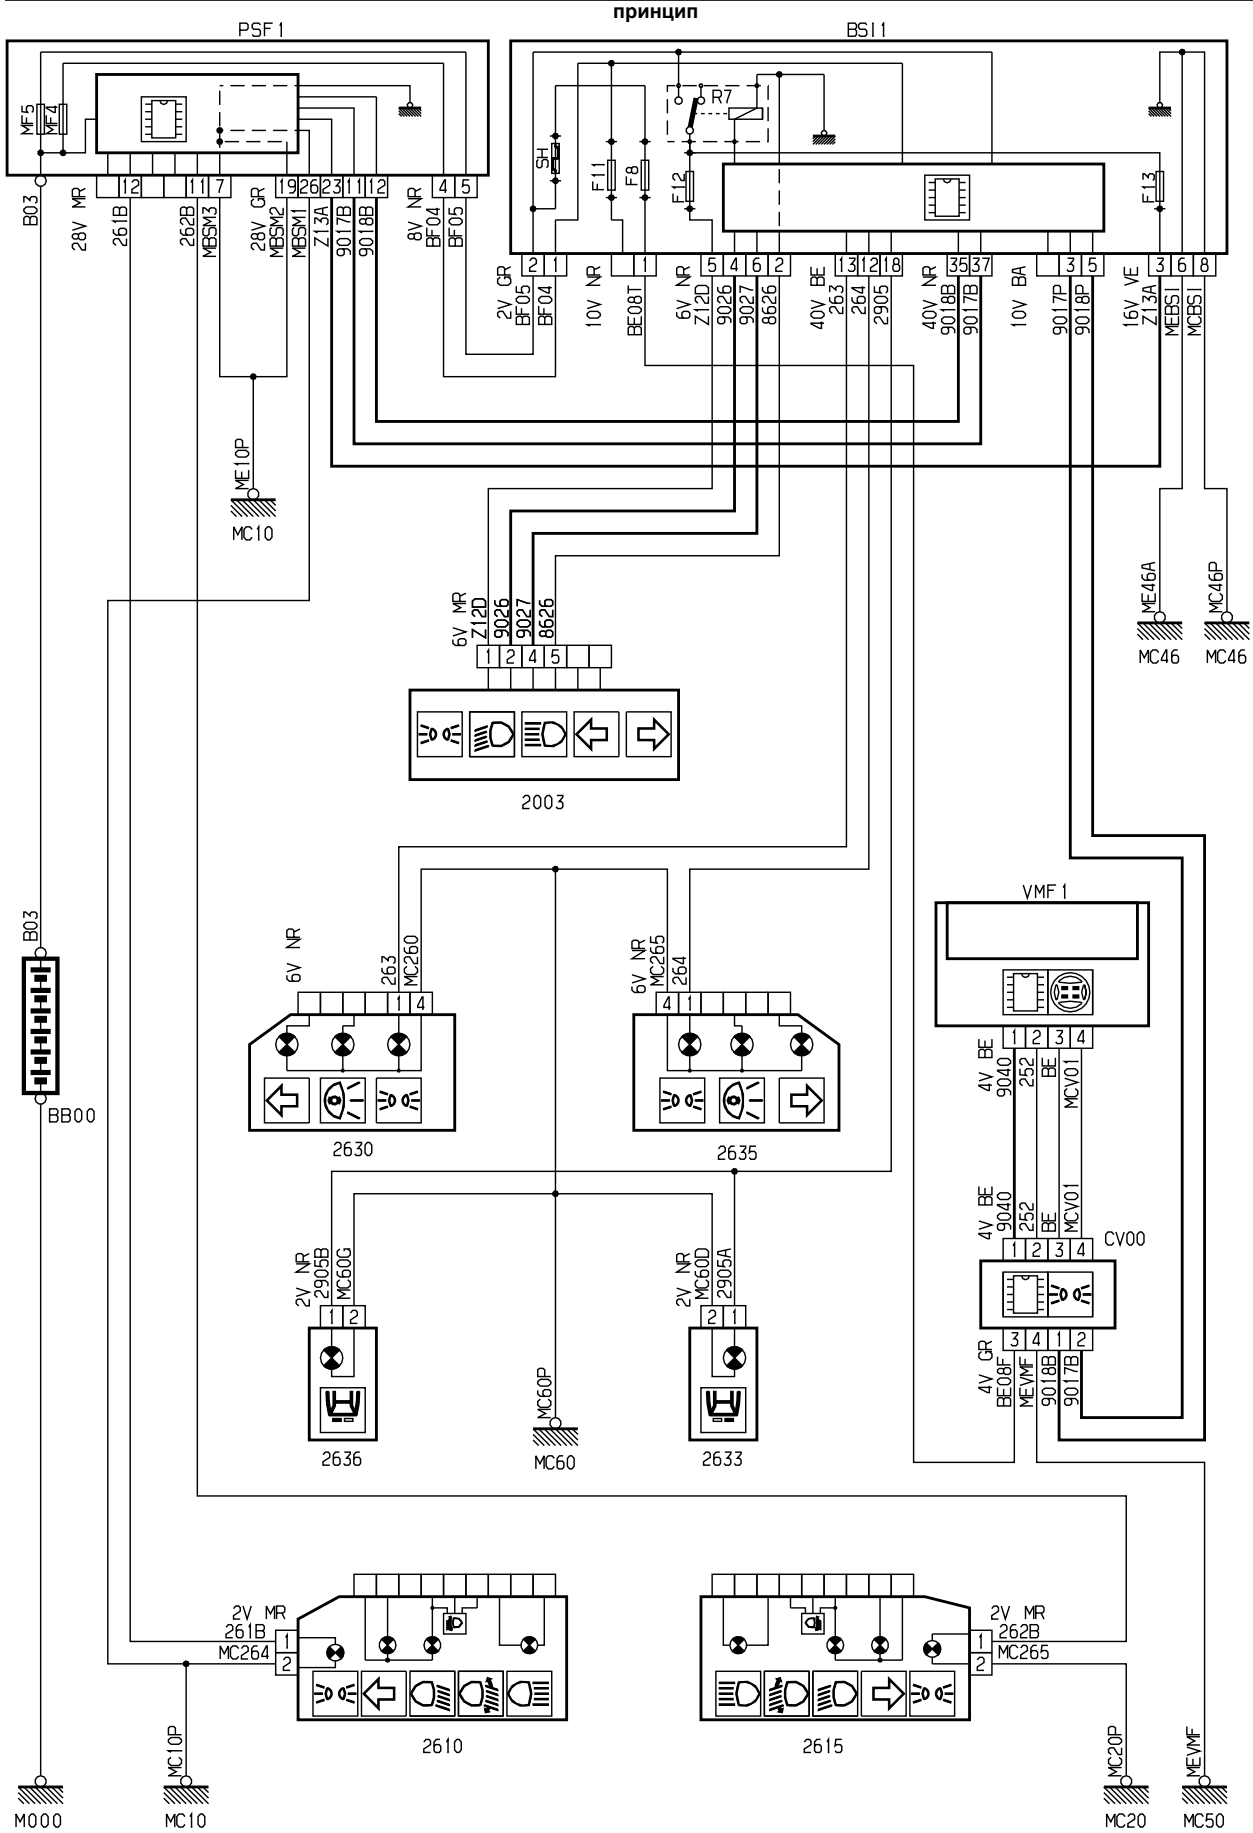 принцип
PSF1
BSI1
MF5
MF4
SH
F11
F8
R7
F12
F13
12 11 7 19 26 23 11 12 4 5
B03
28V MR
261B
262B
MBSM3
28V GR
MBSM2
MBSM1
Z13A
9017B
9018B
8V NR
BF04
BF05
2 1 1 5 4 6 2 13 12 18 35 37 3 5 3 6 8
2V GR
BF05
BF04
10V NR
BE08T
6V NR
Z12D
9026
9027
8626
40V BE
263
264
2905
40V NR
9018B
9017B
10V BA
9017P
9018P
16V VE
Z13A
MEBSI
MCBSI
ME10P
MC10
ME46A
MC46P
MC46
MC46
6V MR
Z12D
9026
9027
8626
1 2 4 5
2003
VMF1
B03
BB00
6V NR
263
MC260
1 4
2630
6V NR
MC265
264
4 1
2635
1 2 3 4
4V BE
9040
252
BE
MCV01
4V BE
9040
252
BE
MCV01
CV00
1 2 3 4
3 4 1 2
4V GR
BE08F
MEVMF
9018B
9017B
2V NR
2905B
MC60G
1 2
2636
2V NR
MC60D
2905A
2 1
2633
MC60P
MC60
2V MR
261B
MC264
1
2
2610
2V MR
262B
MC265
1
2
2615
MC10P
MC20P
MEVMF
M000
MC10
MC20
MC50